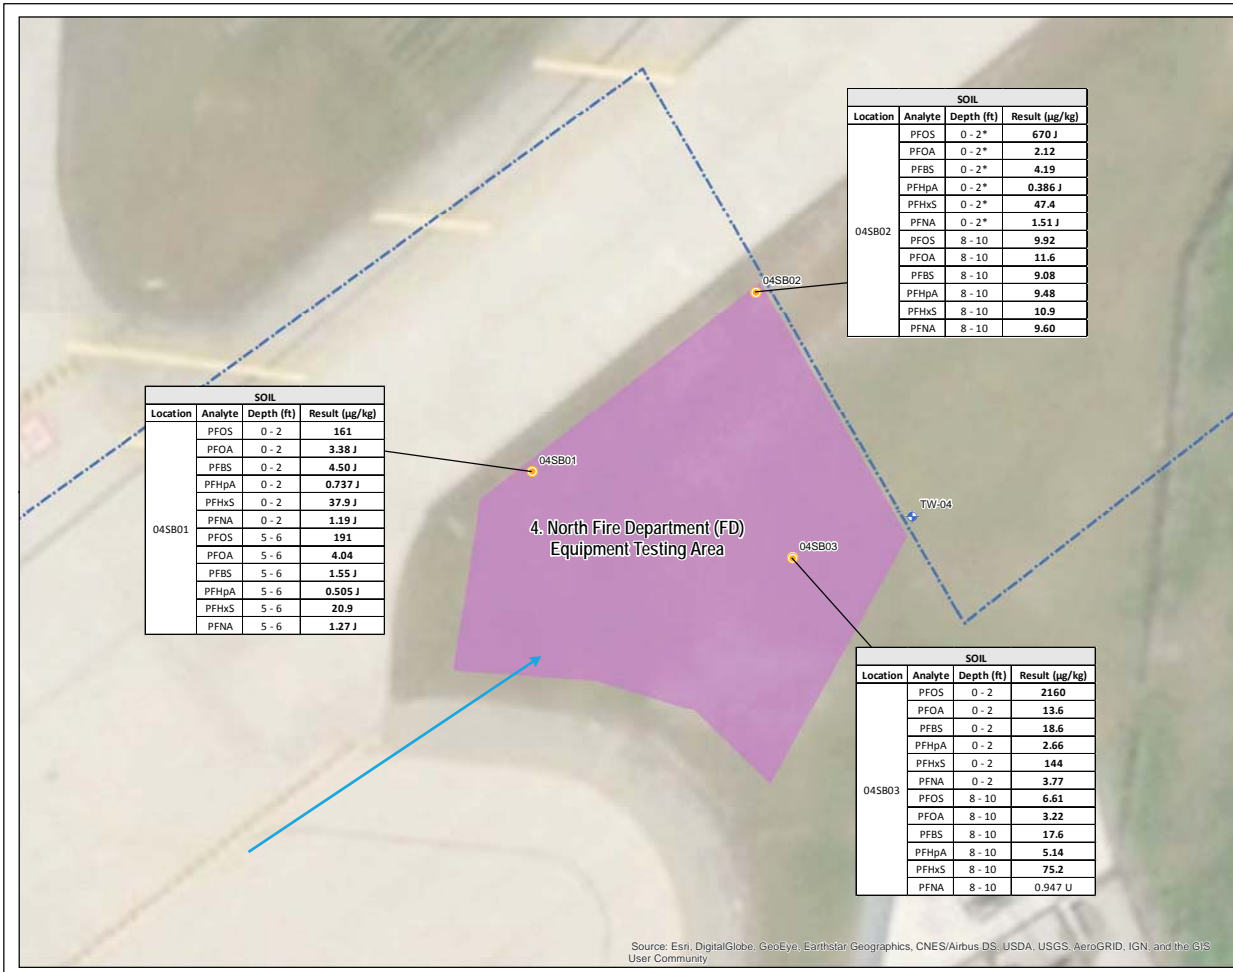 SOIL
Location Analyte Depth (ft) Result (µg/kg)
04SB02
PFOS 0 - 2* 670 J
PFOA 0 - 2* 2.12
PFBS 0 - 2* 4.19
PFHpA 0 - 2* 0.386 J
PFHxS 0 - 2* 47.4
PFNA 0 - 2* 1.51 J
PFOS 8 - 10 9.92
PFOA 8 - 10 11.6
PFBS 8 - 10 9.08
PFHpA 8 - 10 9.48
PFHxS 8 - 10 10.9
PFNA 8 - 10 9.60
04SB02
SOIL
Location Analyte Depth (ft) Result (µg/kg)
04SB01
PFOS 0 - 2 161
PFOA 0 - 2 3.38 J
PFBS 0 - 2 4.50 J
PFHpA 0 - 2 0.737 J
PFHxS 0 - 2 37.9 J
PFNA 0 - 2 1.19 J
PFOS 5 - 6 191
PFOA 5 - 6 4.04
PFBS 5 - 6 1.55 J
PFHpA 5 - 6 0.505 J
PFHxS 5 - 6 20.9
PFNA 5 - 6 1.27 J
04SB01
TW-04
4. North Fire Department (FD)
Equipment Testing Area
04SB03
SOIL
Location Analyte Depth (ft) Result (µg/kg)
04SB03
PFOS 0 - 2 2160
PFOA 0 - 2 13.6
PFBS 0 - 2 18.6
PFHpA 0 - 2 2.66
PFHxS 0 - 2 144
PFNA 0 - 2 3.77
PFOS 8 - 10 6.61
PFOA 8 - 10 3.22
PFBS 8 - 10 17.6
PFHpA 8 - 10 5.14
PFHxS 8 - 10 75.2
PFNA 8 - 10 0.947 U
Source: Esri, DigitalGlobe, GeoEye, Earthstar Geographics, CNES/Airbus DS, USDA, USGS, AeroGRID, IGN, and the GIS
User Community